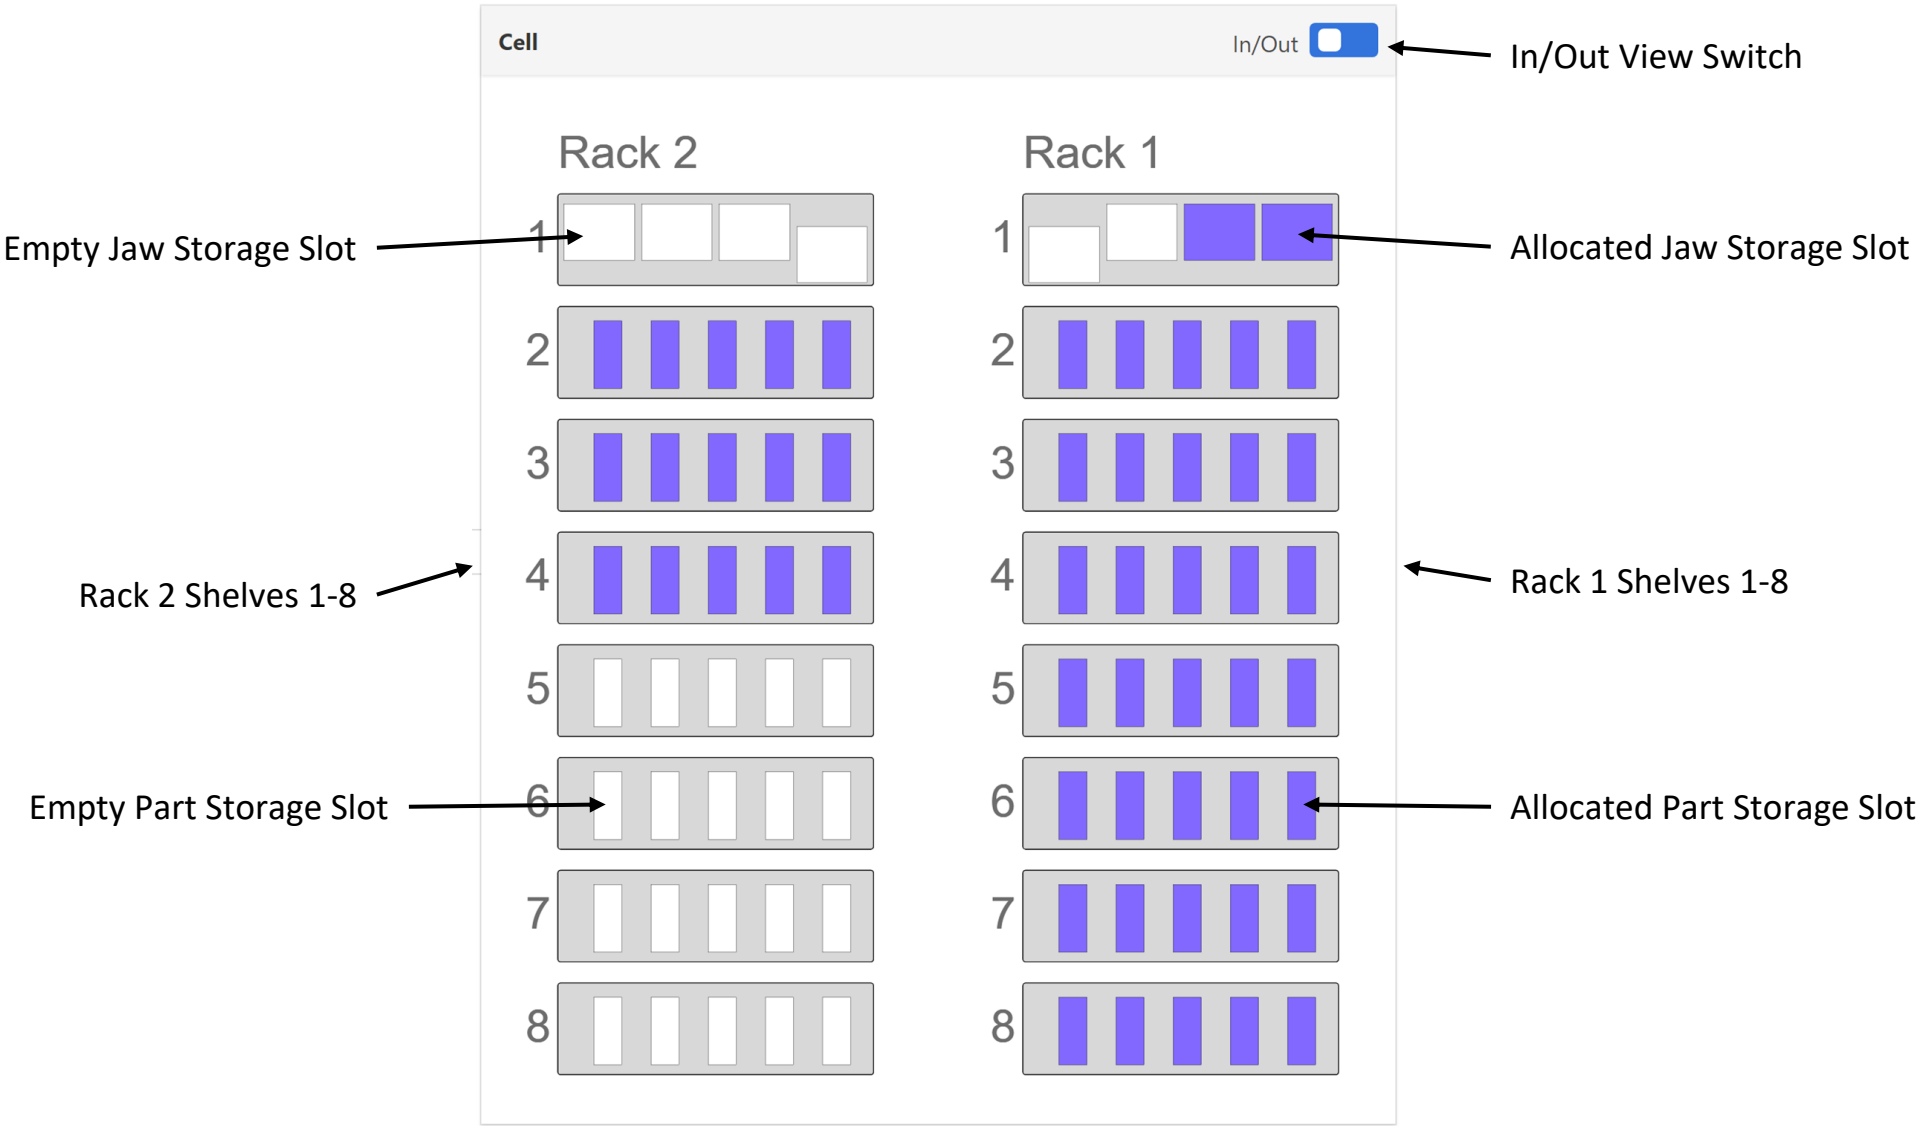 Cell
In/Out
In/Out View Switch
Rack 2
Rack 1
Empty Jaw Storage Slot
1
1
Allocated Jaw Storage Slot
2
2
3
3
4
4
Rack 2 Shelves 1-8
Rack 1 Shelves 1-8
5
5
Empty Part Storage Slot
6
6
Allocated Part Storage Slot
7
7
8
8